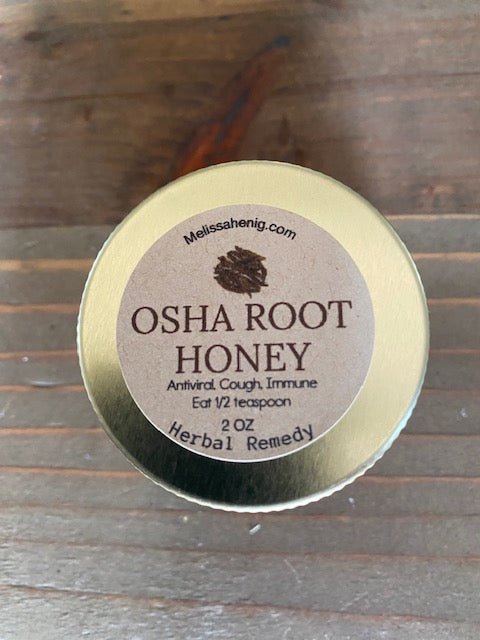 Melissahenig.com
OSHA ROOT
HONEY
Antiviral, Cough, Immune
Eat 1/2 teaspoon
2 OZ
Herbal Remedy